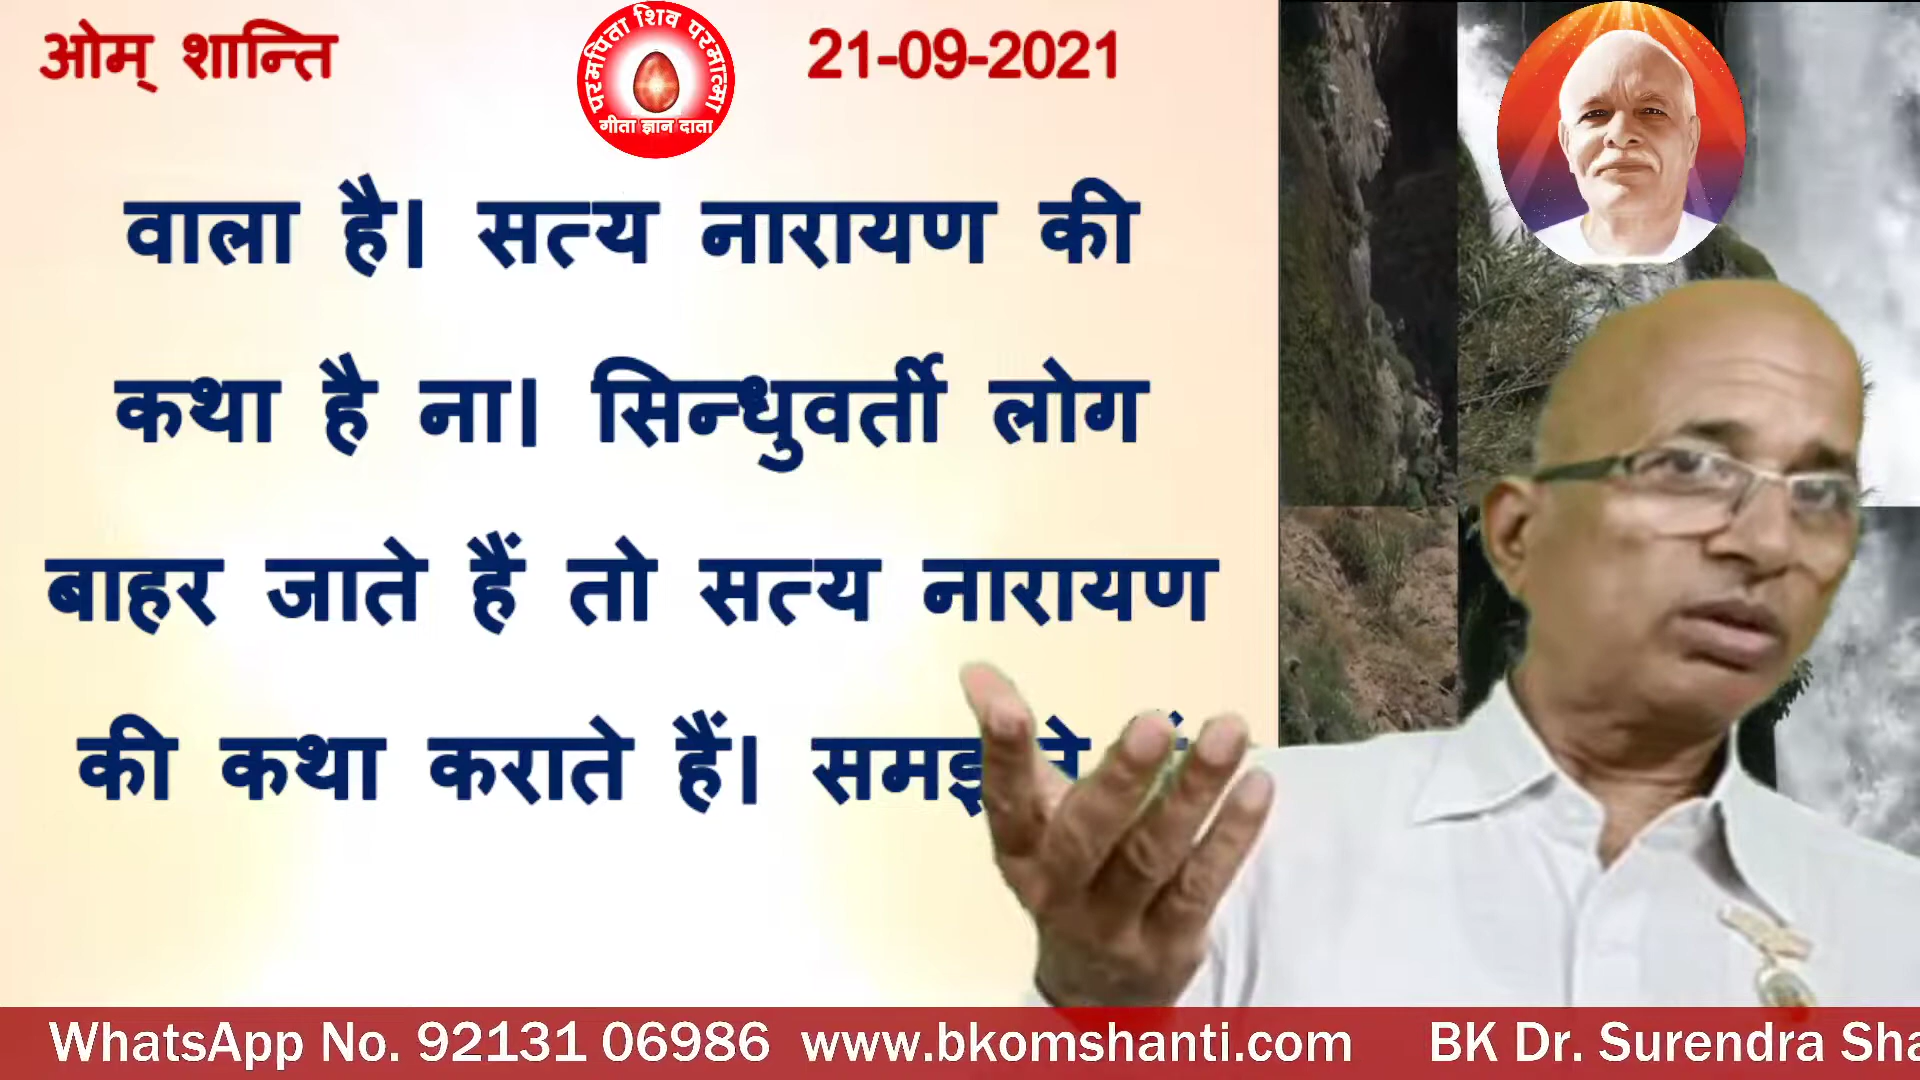 ओम् शान्ति
परमपिता शिव परमात्मा
गीता ज्ञान दाता
21-09-2021
वाला है। सत्य नारायण की
कथा है ना। सिन्धुवर्ती लोग
बाहर जाते हैं तो सत्य नारायण
की कथा कराते हैं।
WhatsApp No. 92131 06986 www.bkomshanti.com BK Dr. Surendra Sha